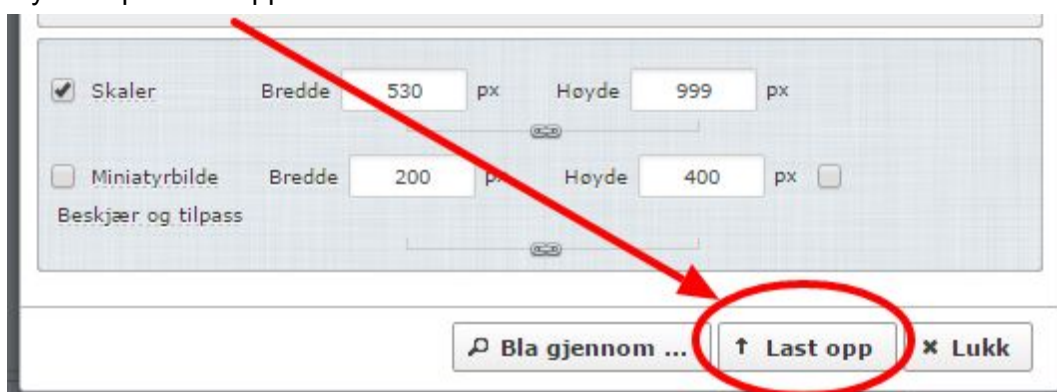 Skaler Bredde 530 px Høyde 999 px
Miniatyrbilde Bredde 200 px Høyde 400 px
Beskjær og tilpass
Bla gjennom ... Last opp Lukk